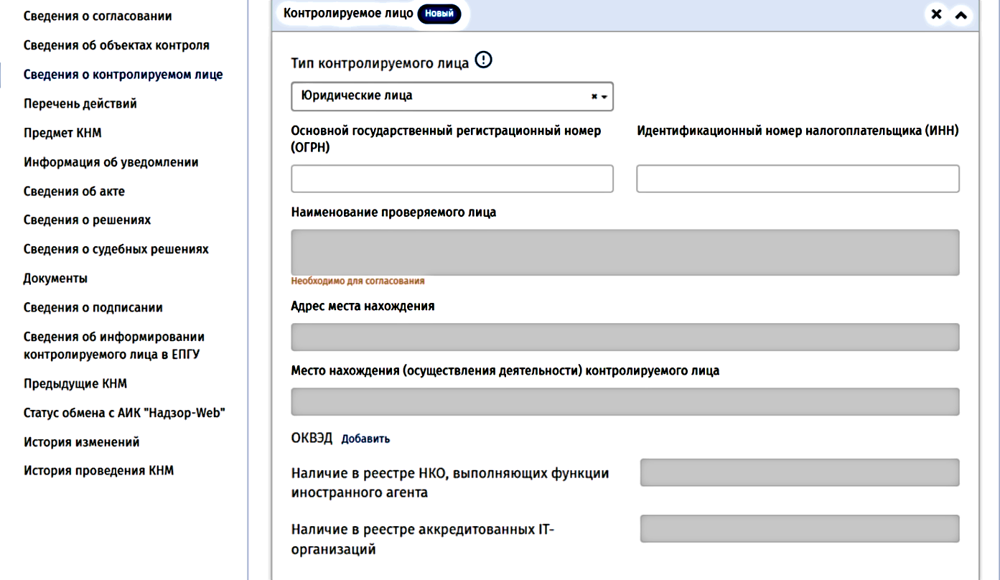 Сведения о согласовании
Сведения об объектах контроля
Сведения о контролируемом лице
Перечень действий
Предмет КНМ
Информация об уведомлении
Сведения об акте
Сведения о решениях
Сведения о судебных решениях
Документы
Сведения о подписании
Сведения об информировании
контролируемого лица в ЕПГУ
Предыдущие КНМ
Статус обмена с АИК "Надзор-Web"
История изменений
История проведения КНМ
Контролируемое лицо Новый
Тип контролируемого лица
Юридические лица
Основной государственный регистрационный номер
(ОГРН)
Идентификационный номер налогоплательщика (ИНН)
Наименование проверяемого лица
Необходимо для согласования
Адрес места нахождения
Место нахождения (осуществления деятельности) контролируемого лица
ОКВЭД Добавить
Наличие в реестре НКО, выполняющих функции
иностранного агента
Наличие в реестре аккредитованных IT-
организаций